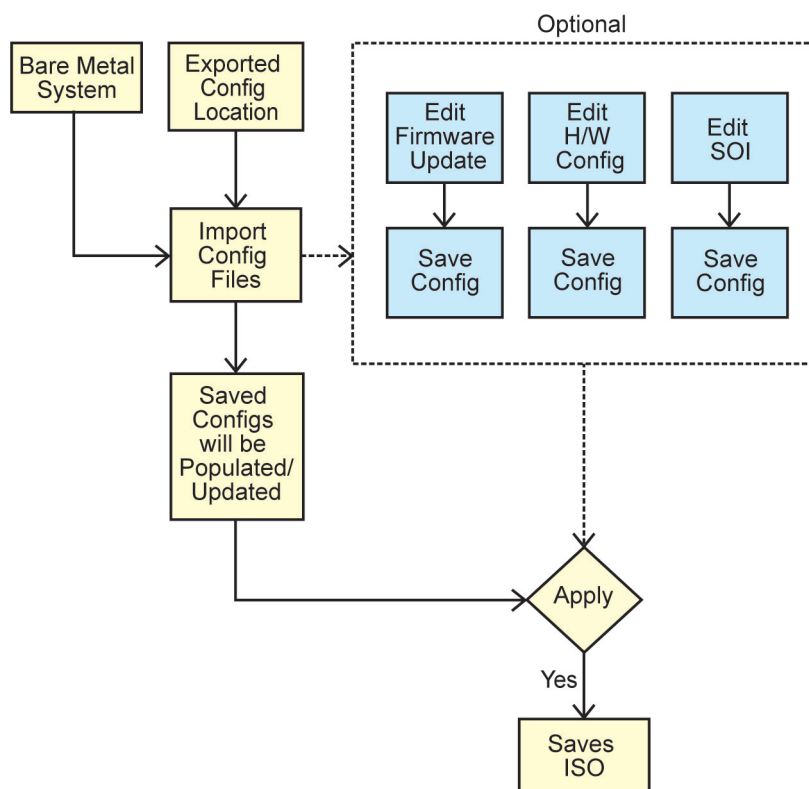 Optional
Bare Metal
System
Exported
Config
Location
Edit
Firmware
Update
Edit
H/W
Config
Edit
SOI
Import
Config
Files
Save
Config
Save
Config
Save
Config
Saved
Configs
will be
Populated/
Updated
Apply
Yes
Saves
ISO